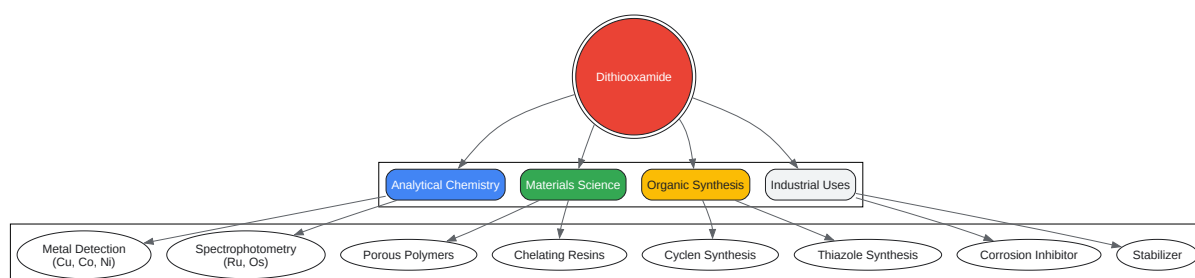 Dithiooxamide
Analytical Chemistry
Materials Science
Organic Synthesis
Industrial Uses
Metal Detection
(Cu, Co, Ni)
Spectrophotometry
(Ru, Os)
Porous Polymers
Chelating Resins
Cyclen Synthesis
Thiazole Synthesis
Corrosion Inhibitor
Stabilizer